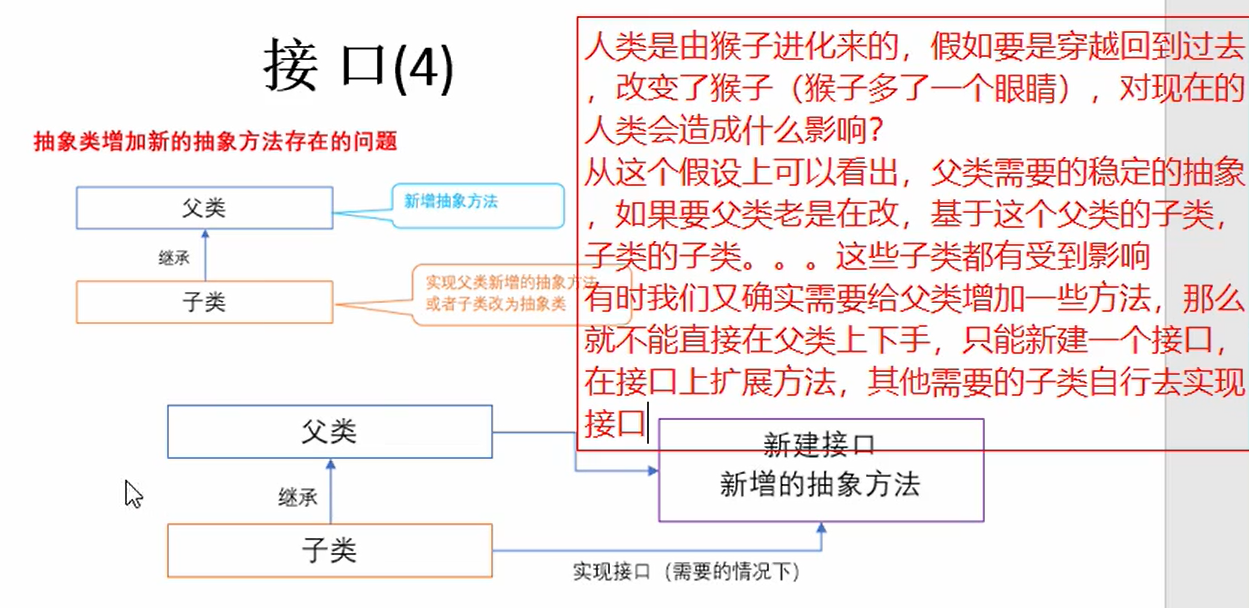 接 口(4)
抽象类增加新的抽象方法存在的问题
父类
新增抽象方法
继承
子类
实现父类新增的抽象方法
或者子类改为抽象类
人类是由猴子进化来的，假如要是穿越回到过去
，改变了猴子（猴子多了一个眼睛），对现在的
人类会造成什么影响？
从这个假设上可以看出，父类需要的稳定的抽象
，如果要父类老是在改，基于这个父类的子类，
子类的子类。。。这些子类都有受到影响
有时我们又确实需要给父类增加一些方法，那么
就不能直接在父类上下手，只能新建一个接口，
在接口上扩展方法，其他需要的子类自行去实现
接口
父类
继承
子类
新建接口
新增的抽象方法
实现接口（需要的情况下）